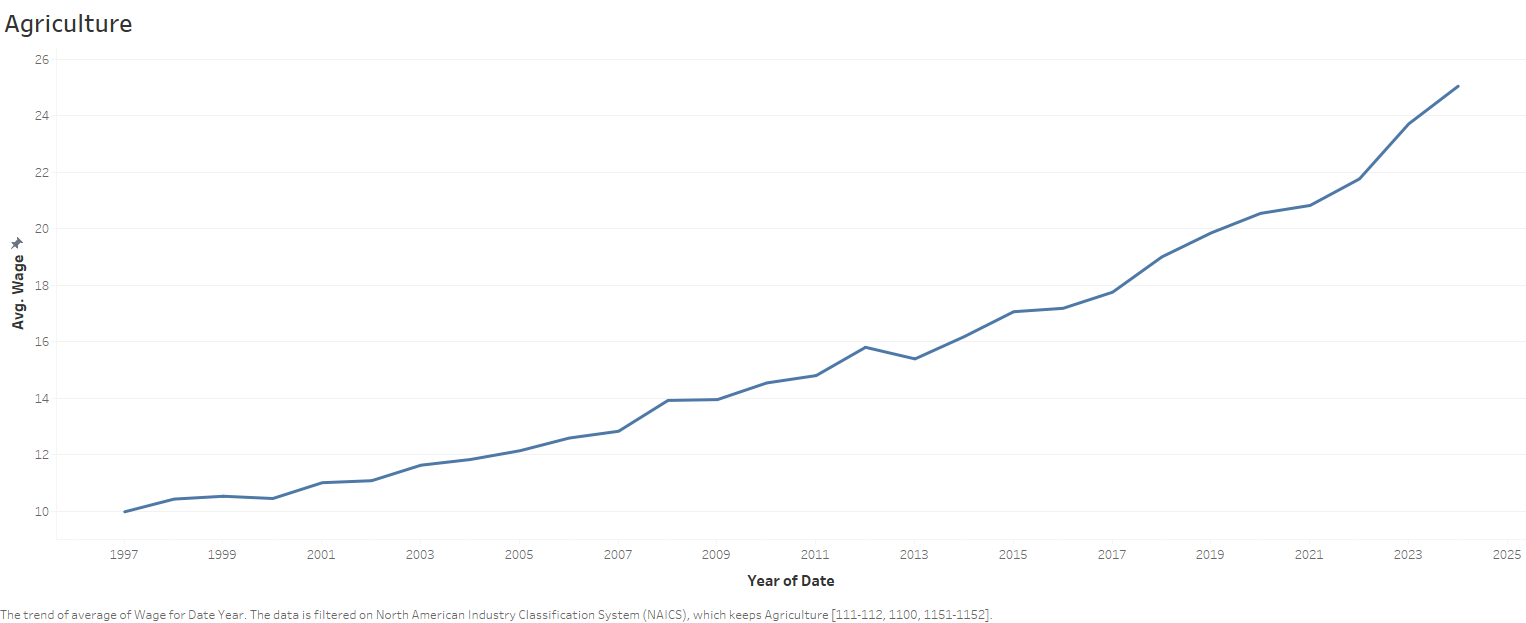 Agriculture
26
24
22
20
18
16
14
12
10
Avg. Wage
1997 1999 2001 2003 2005 2007 2009 2011 2013 2015 2017 2019 2021 2023 2025
Year of Date
The trend of average of Wage for Date Year. The data is filtered on North American Industry Classification System (NAICS), which keeps Agriculture [111-112, 1100, 1151-1152].